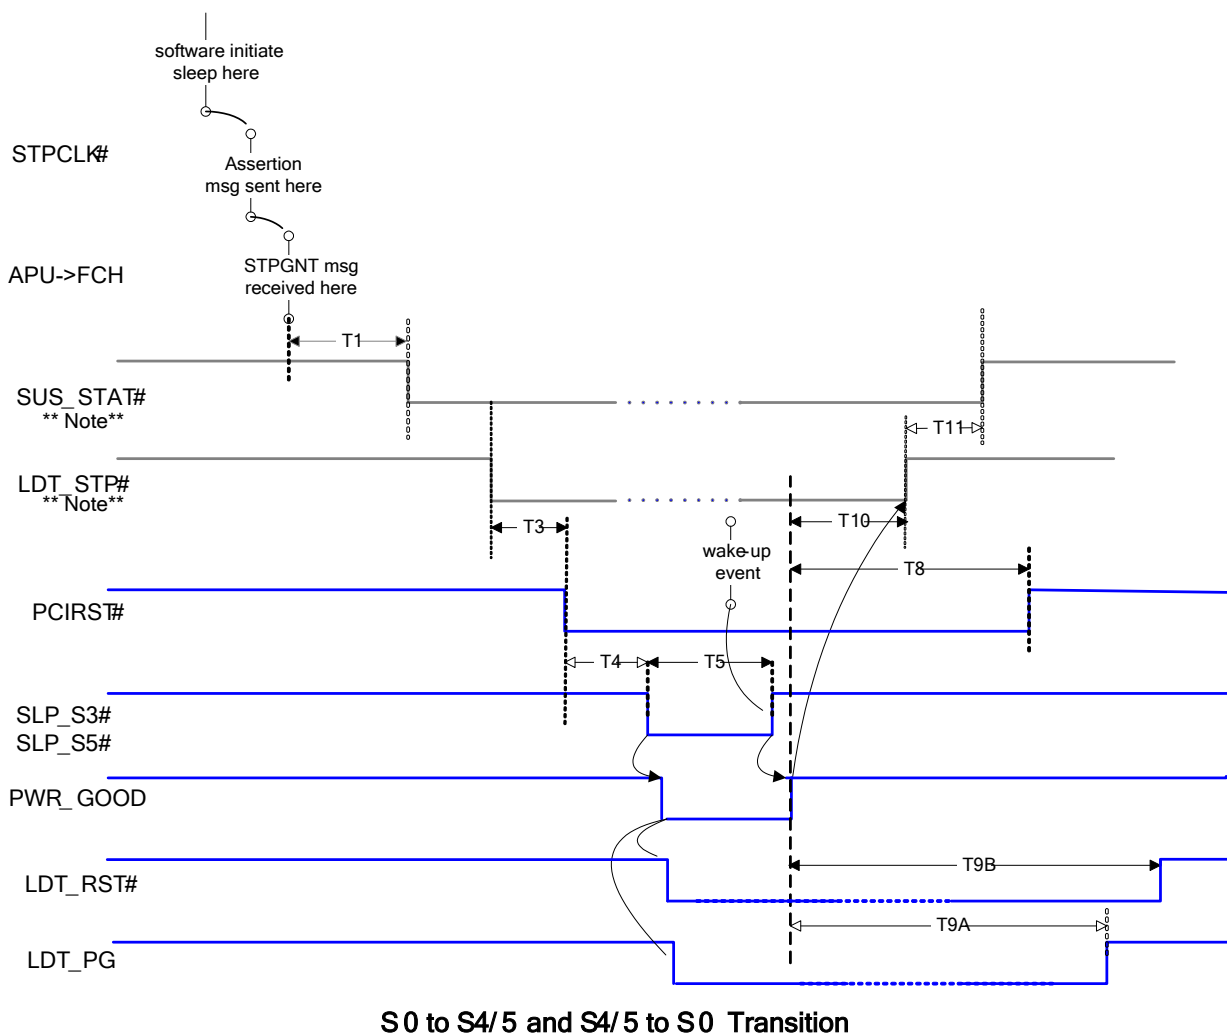 software initiate
sleep here
STPCLK#
Assertion
msg sent here
APU->FCH
STPGNT msg
received here
T1
SUS_STAT#
** Note**
T11
LDT_STP#
** Note**
T3
T10
wake-up
event
T8
PCIRST#
T4
T5
SLP_S3#
SLP_S5#
PWR_GOOD
T9B
LDT_RST#
T9A
LDT_PG
S0 to S4/5 and S4/5 to S0 Transition